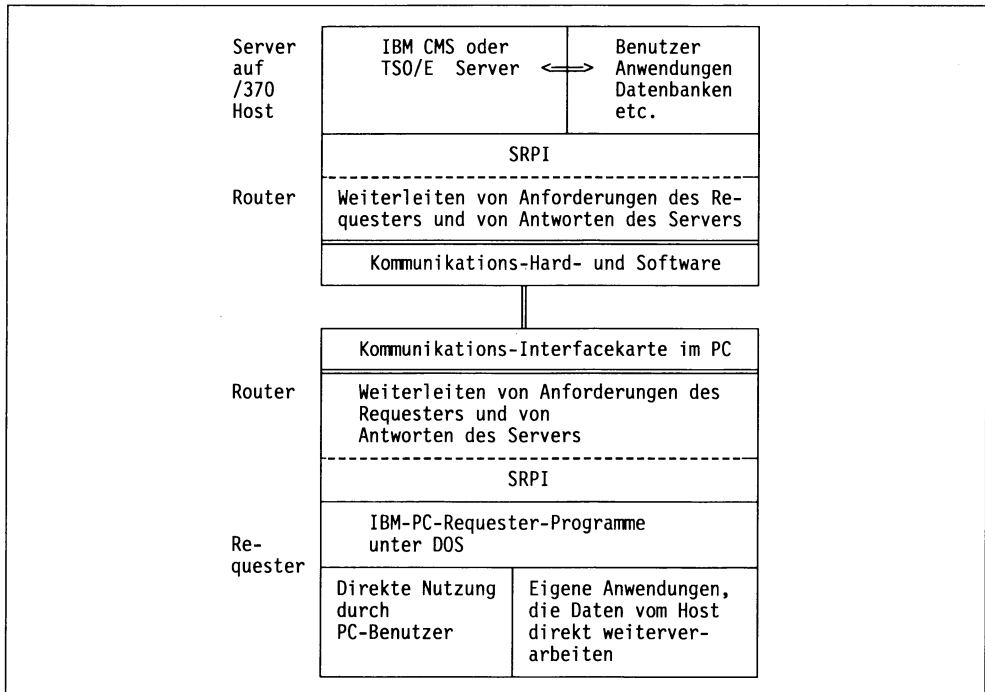 Server
auf
/370
Host
IBM CMS oder
TSO/E Server <==>
Benutzer
Anwendungen
Datenbanken
etc.
SRPI
Router
Weiterleiten von Anforderungen des Re-
questers und von Antworten des Servers
Kommunikations-Hard- und Software
Kommunikations-Interfacekarte im PC
Router
Weiterleiten von Anforderungen des
Requesters und von
Antworten des Servers
SRPI
Re-
quester
IBM-PC-Requester-Programme
unter DOS
Direkte Nutzung
durch
PC-Benutzer
Eigene Anwendungen,
die Daten vom Host
direkt weiterver-
arbeiten